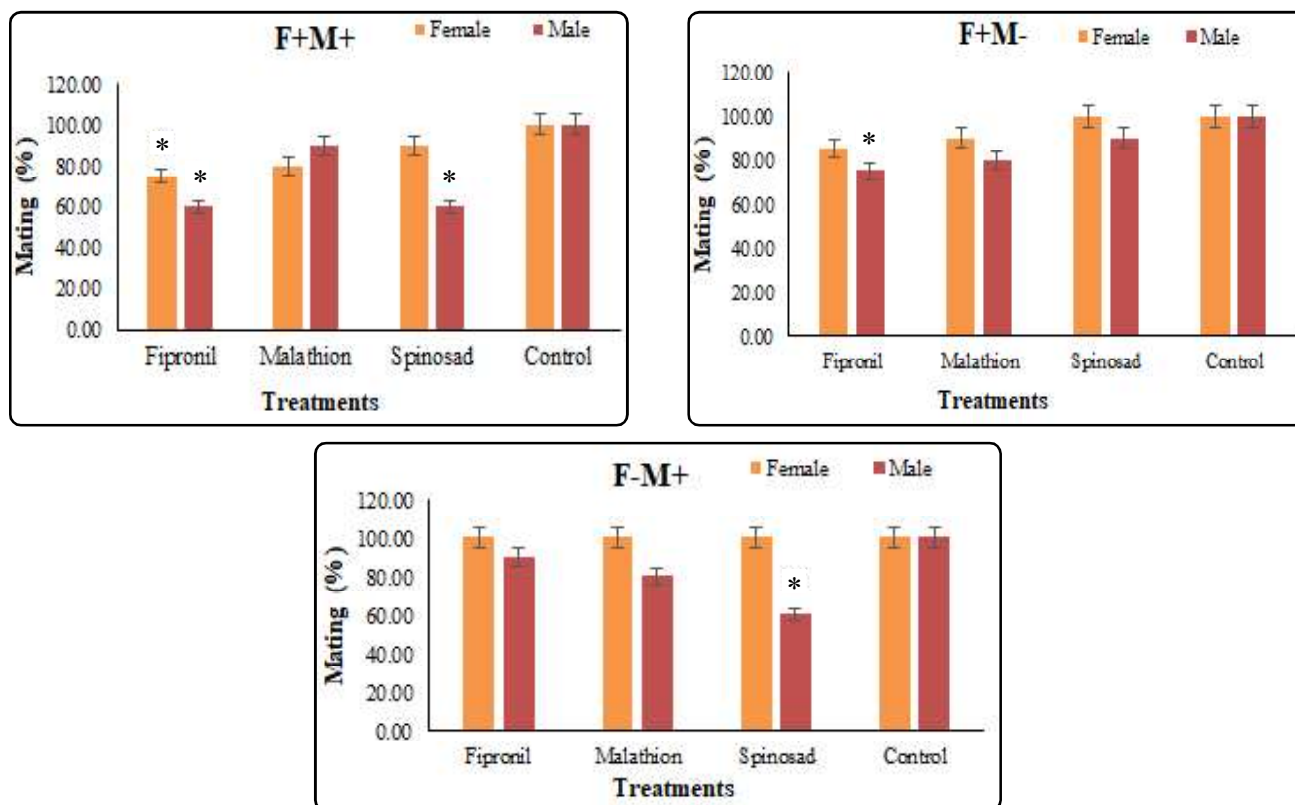 F+M+
Female Male
120.00
100.00
80.00
60.00
40.00
20.00
0.00
Mating (%)
*
*
*
Fipronil Malathion Spinosad Control
Treatments
F+M-
Female Male
120.00
100.00
80.00
60.00
40.00
20.00
0.00
Mating (%)
*
Fipronil Malathion Spinosad Control
Treatments
F-M+
Female Male
120.00
100.00
80.00
60.00
40.00
20.00
0.00
Mating (%)
*
Fipronil Malathion Spinosad Control
Treatments